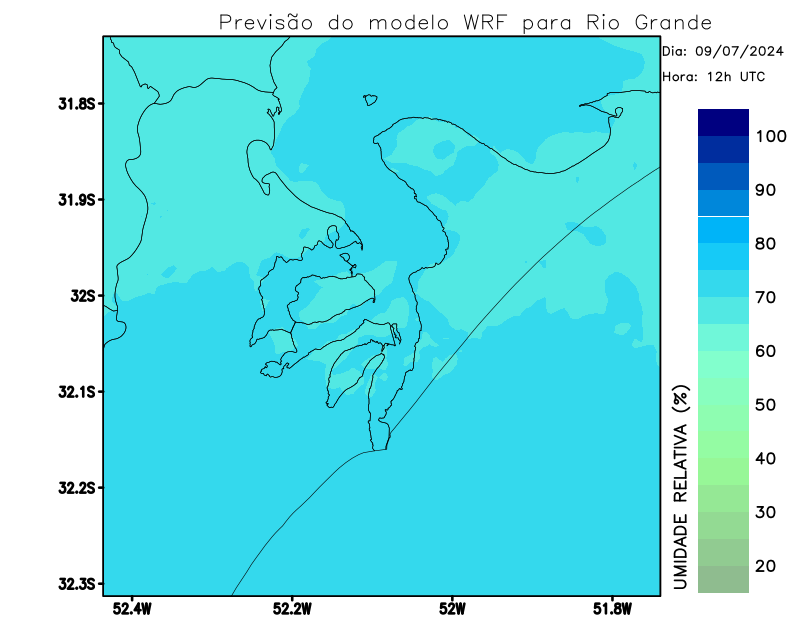 Previsão do modelo WRF para Rio Grande
Dia: 09/07/2024
Hora: 12h UTC
31.8S
31.9S
32S
32.1S
32.2S
32.3S
52.4W
52.2W
52W
51.8W
100
90
80
70
60
50
40
30
20
UMIDADE RELATIVA (%)